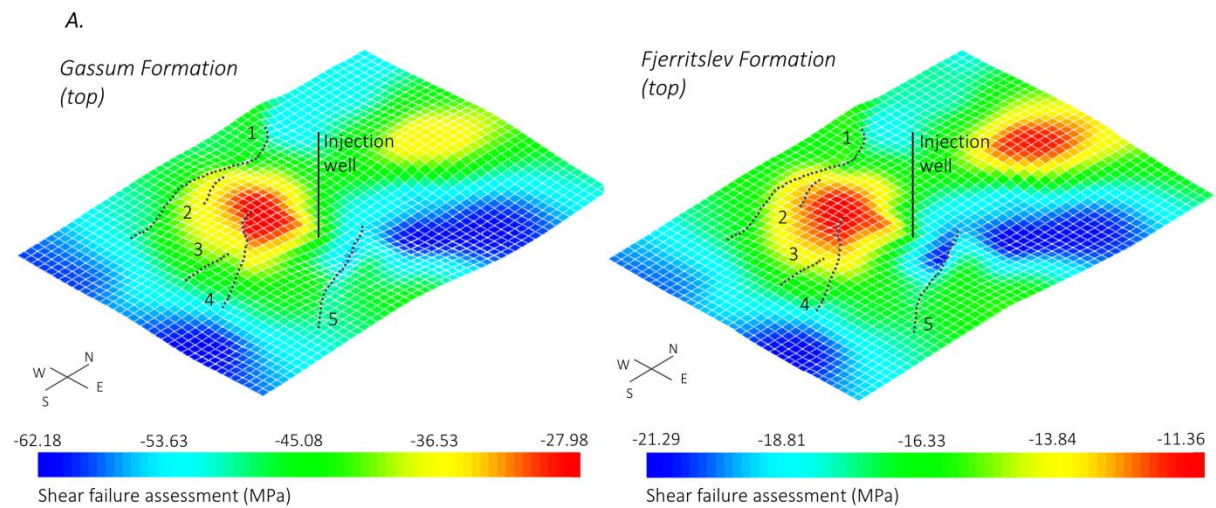 A.
Gassum Formation
(top)
1
Injection
well
2
3
4
5
N
W
E
S
-62.18 -53.63 -45.08 -36.53 -27.98
Shear failure assessment (MPa)
Fjerritslev Formation
(top)
1
Injection
well
2
3
4
5
N
W
E
S
-21.29 -18.81 -16.33 -13.84 -11.36
Shear failure assessment (MPa)